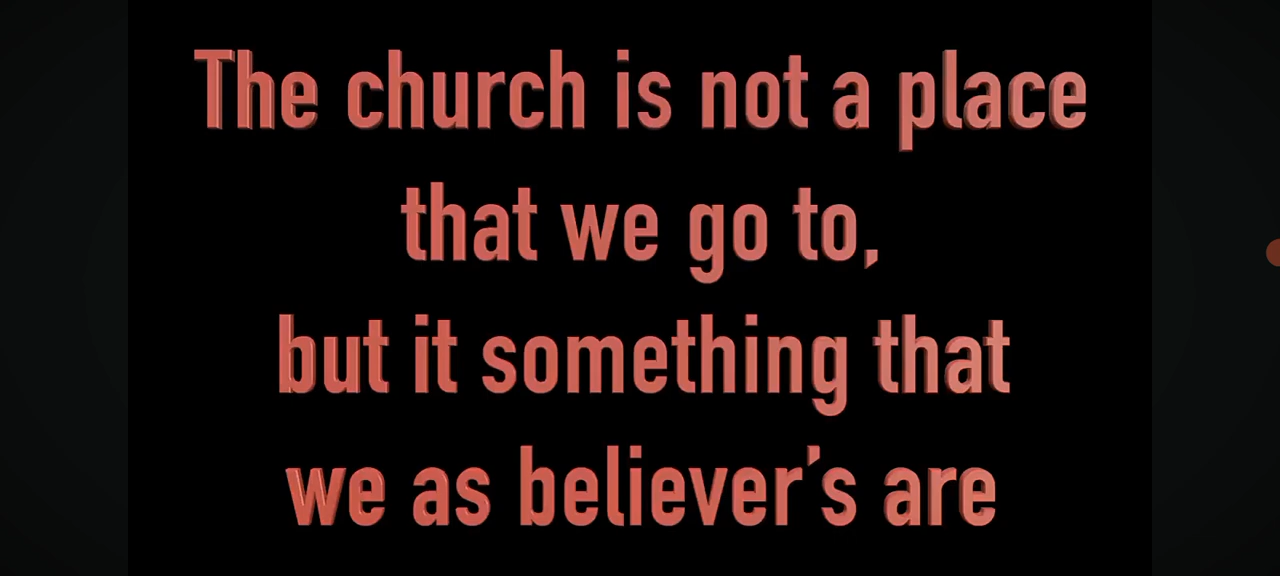 The church is not a place
that we go to,
but it something that
we as believer's are